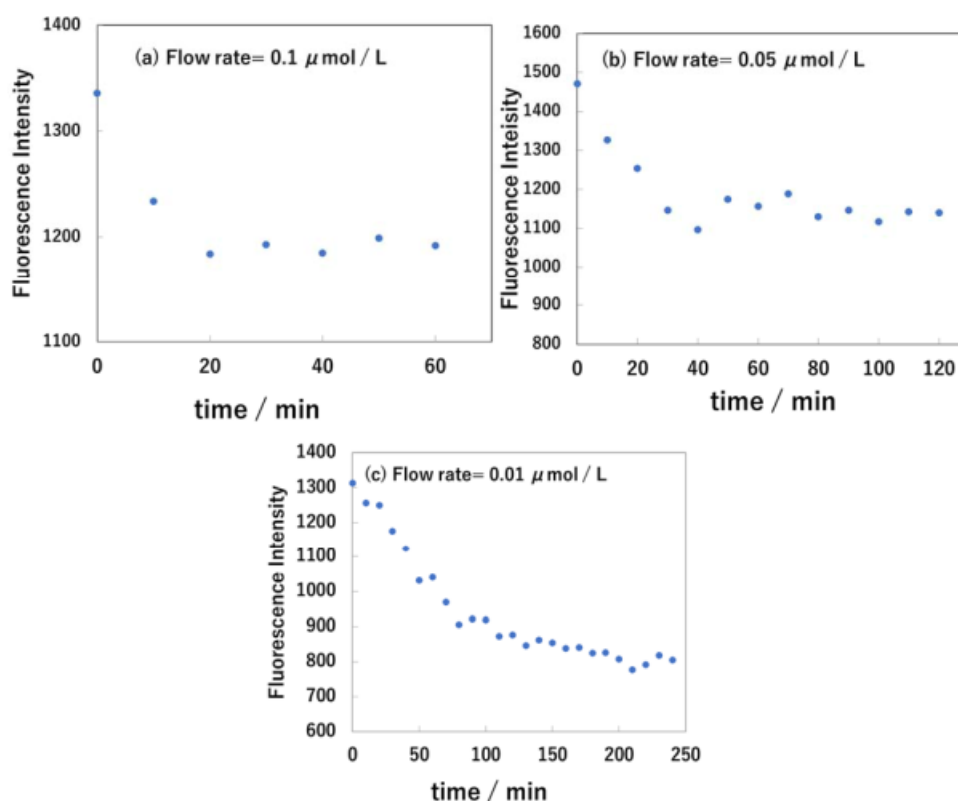 (a) Flow rate= 0.1 μ mol / L
Fluorescence Intensity
1400
1300
1200
1100
0 20 40 60
time / min
(b) Flow rate= 0.05 μ mol / L
Fluorescence Inteisity
1600
1500
1400
1300
1200
1100
1000
900
800
0 20 40 60 80 100 120
time / min
(c) Flow rate= 0.01 μ mol / L
Fluorescence Intensity
1400
1300
1200
1100
1000
900
800
700
600
0 50 100 150 200 250
time / min